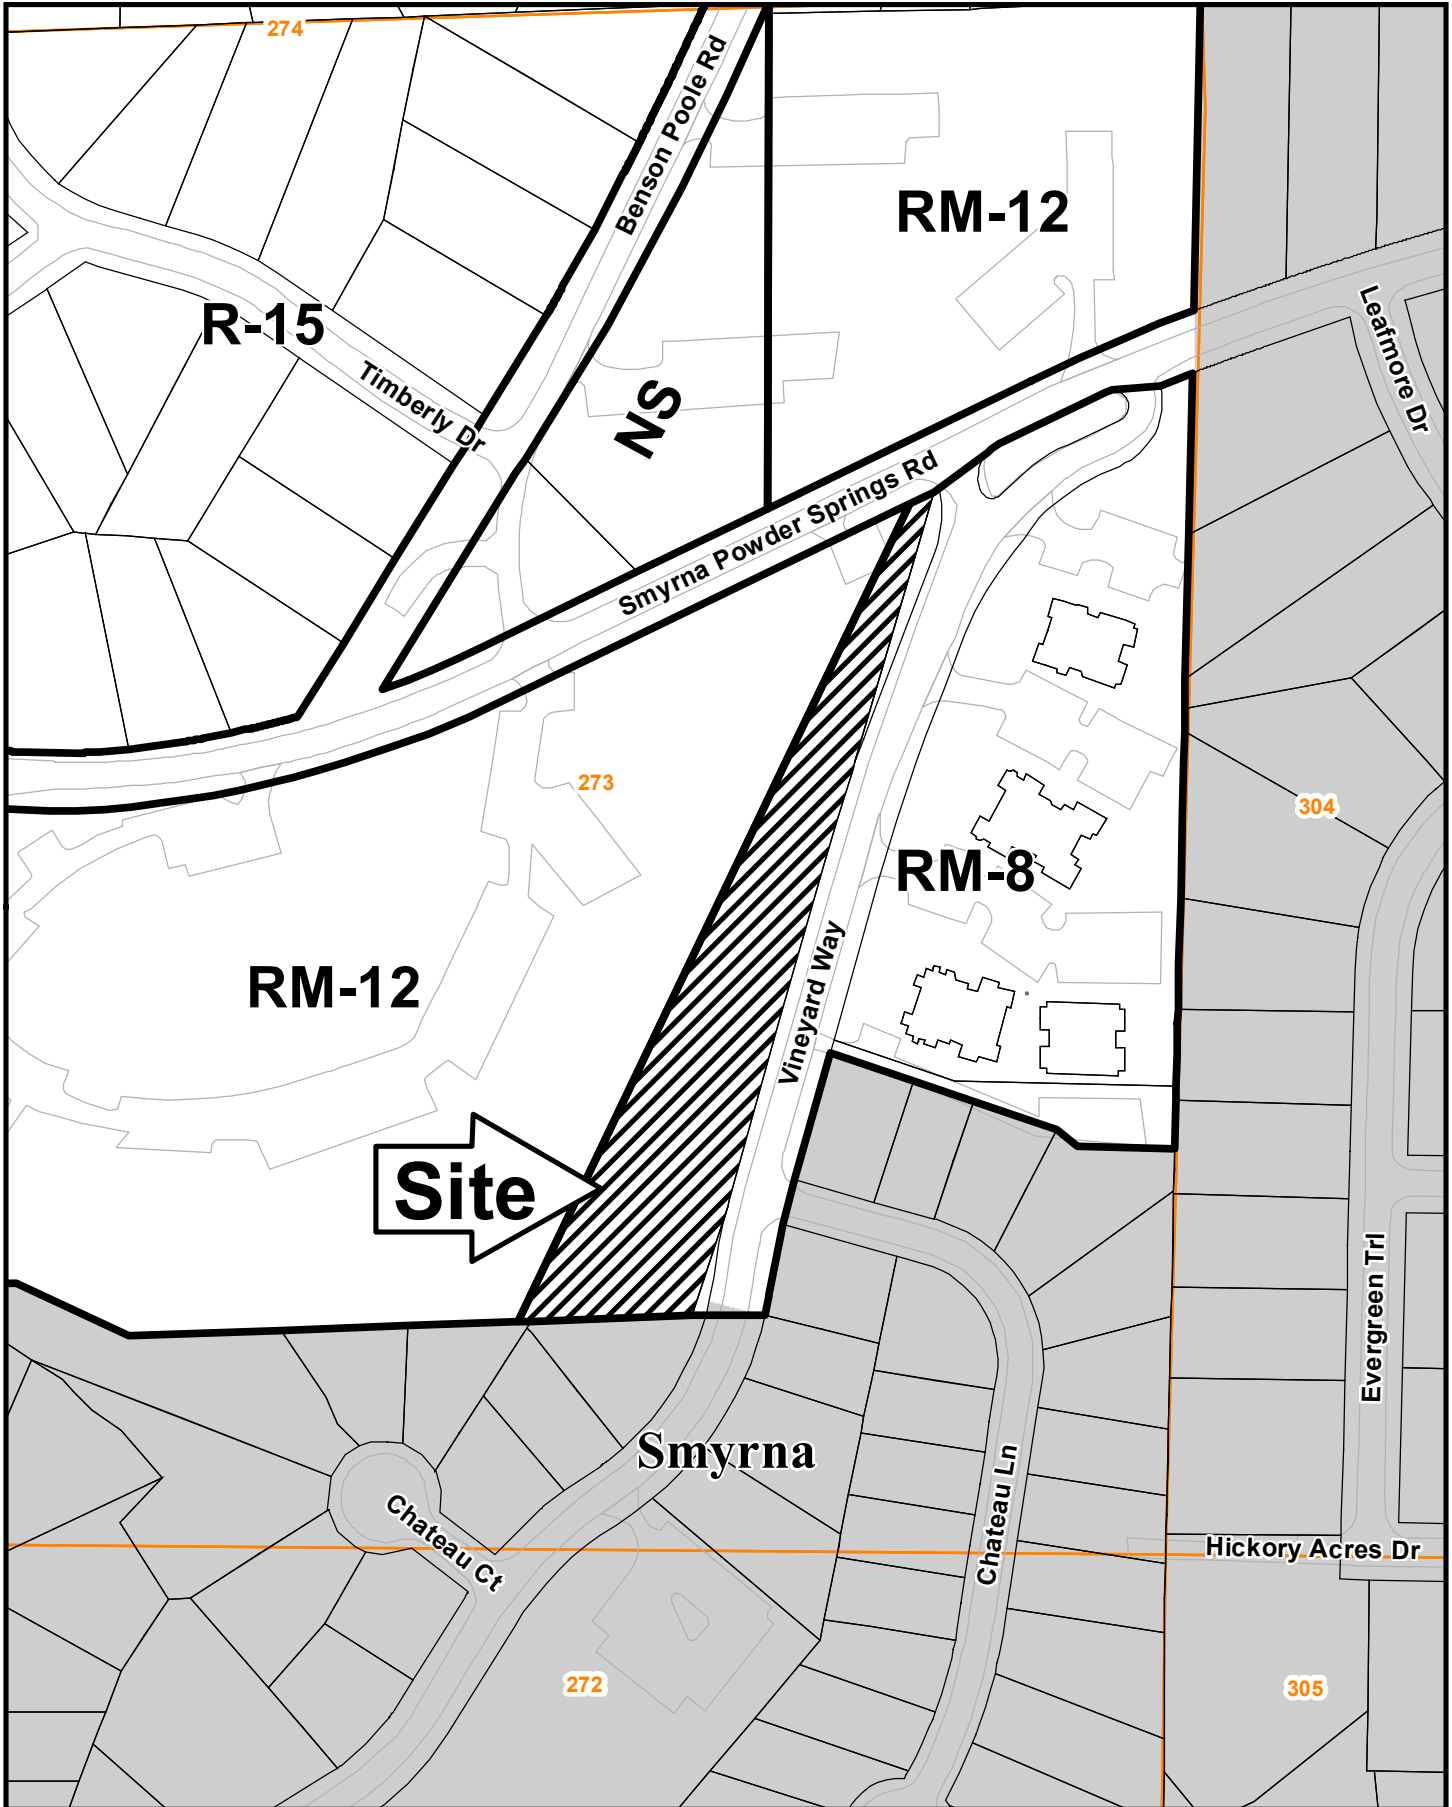 274
Benson Poole Rd
RM-12
R-15
Leafmore Dr
Timberly Dr
NS
Smyrna Powder Springs Rd
273
304
RM-8
RM-12
Vineyard Way
Site
Evergreen Trl
Smyrna
Chateau Ct
Chateau Ln
Hickory Acres Dr
272
305